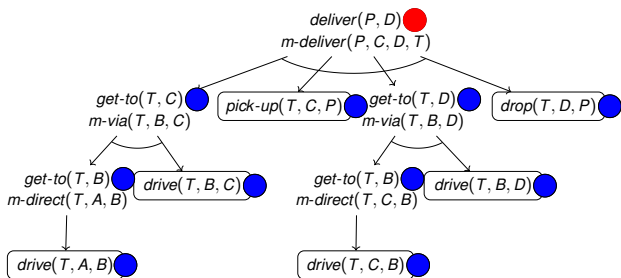 deliver(P, D)
m-deliver(P, C, D, T)
get-to(T, C)
m-via(T, B, C)
pick-up(T, C, P)
get-to(T, D)
m-via(T, B, D)
drop(T, D, P)
get-to(T, B)
m-direct(T, A, B)
drive(T, B, C)
get-to(T, B)
m-direct(T, C, B)
drive(T, B, D)
drive(T, A, B)
drive(T, C, B)